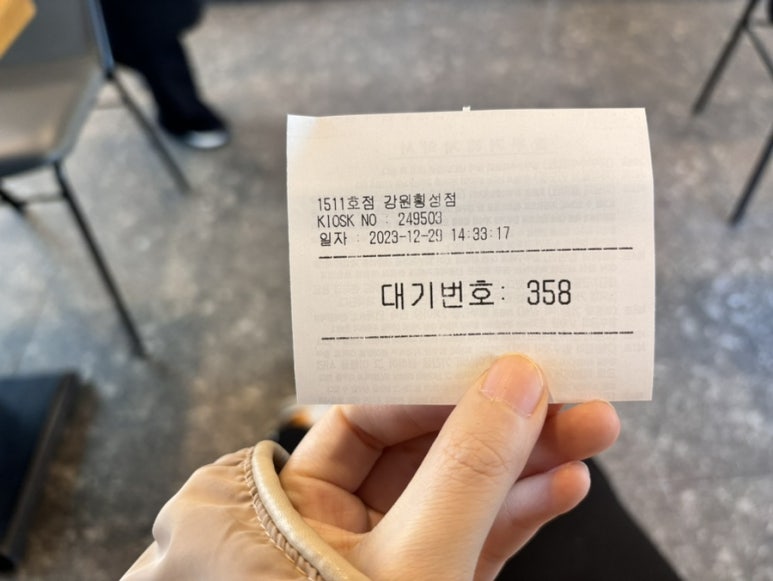 1511호점 강원횡성점
KIOSK NO : 249503
일자 : 2023-12-29 14:33:17
대기번호: 358